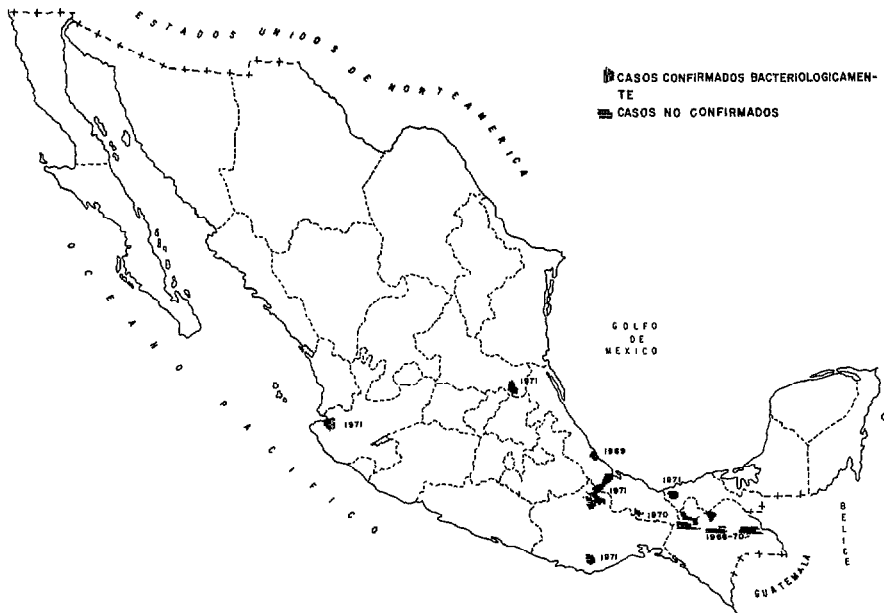 ESTADOS UNIDOS DE NORTEAMERICA
CASOS CONFIRMADOS BACTERIOLOGICAMEN-
TE
CASOS NO CONFIRMADOS
OCEANO PACIFICO
GOLFO
DE
MEXICO
1971
1971
1969
1971
1971
1970
1966-70
1971
BELICE
GUATEMALA